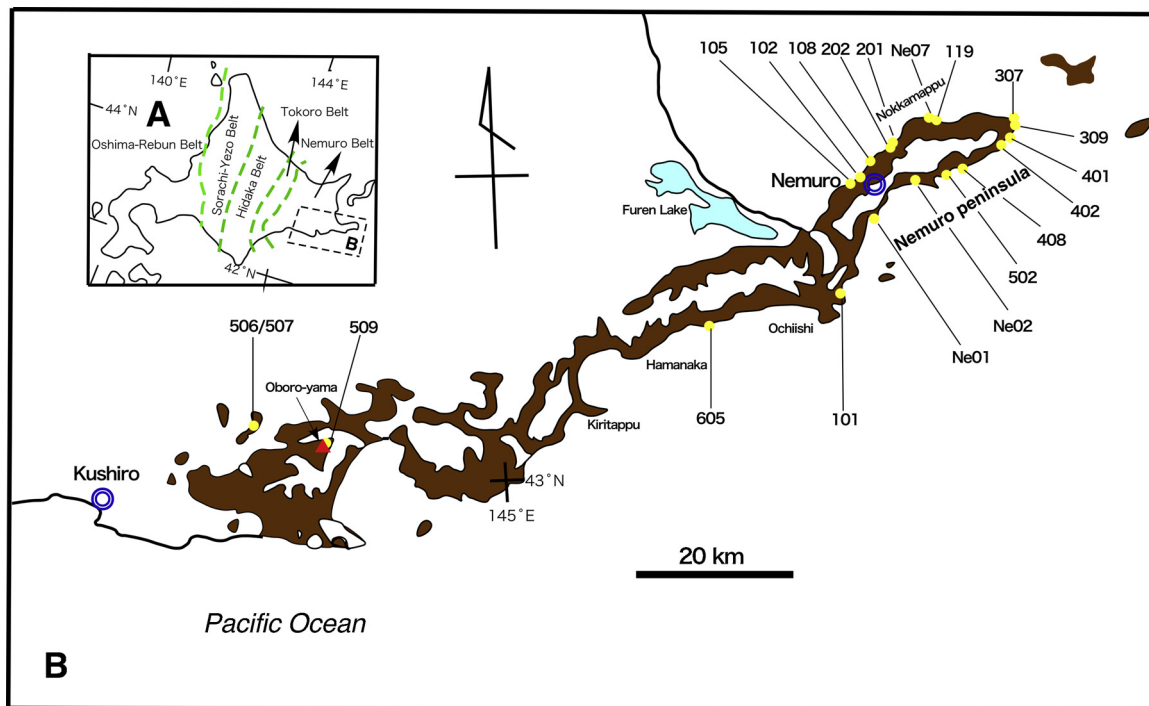 140˚E
144˚E
44˚N
A
Tokoro Belt
Oshima-Rebun Belt
Sorachi-Yezo Belt
Hidaka Belt
Nemuro Belt
B
42˚N
105
102
108
202
201
Ne07
119
307
Nokkamappu
309
Nemuro
401
Furen Lake
Nemuro peninsula
402
408
502
Ne02
Ne01
Ochiishi
506/507
509
Hamanaka
Oboro-yama
605
101
Kiritappu
Kushiro
43˚N
145˚E
20 km
Pacific Ocean
B